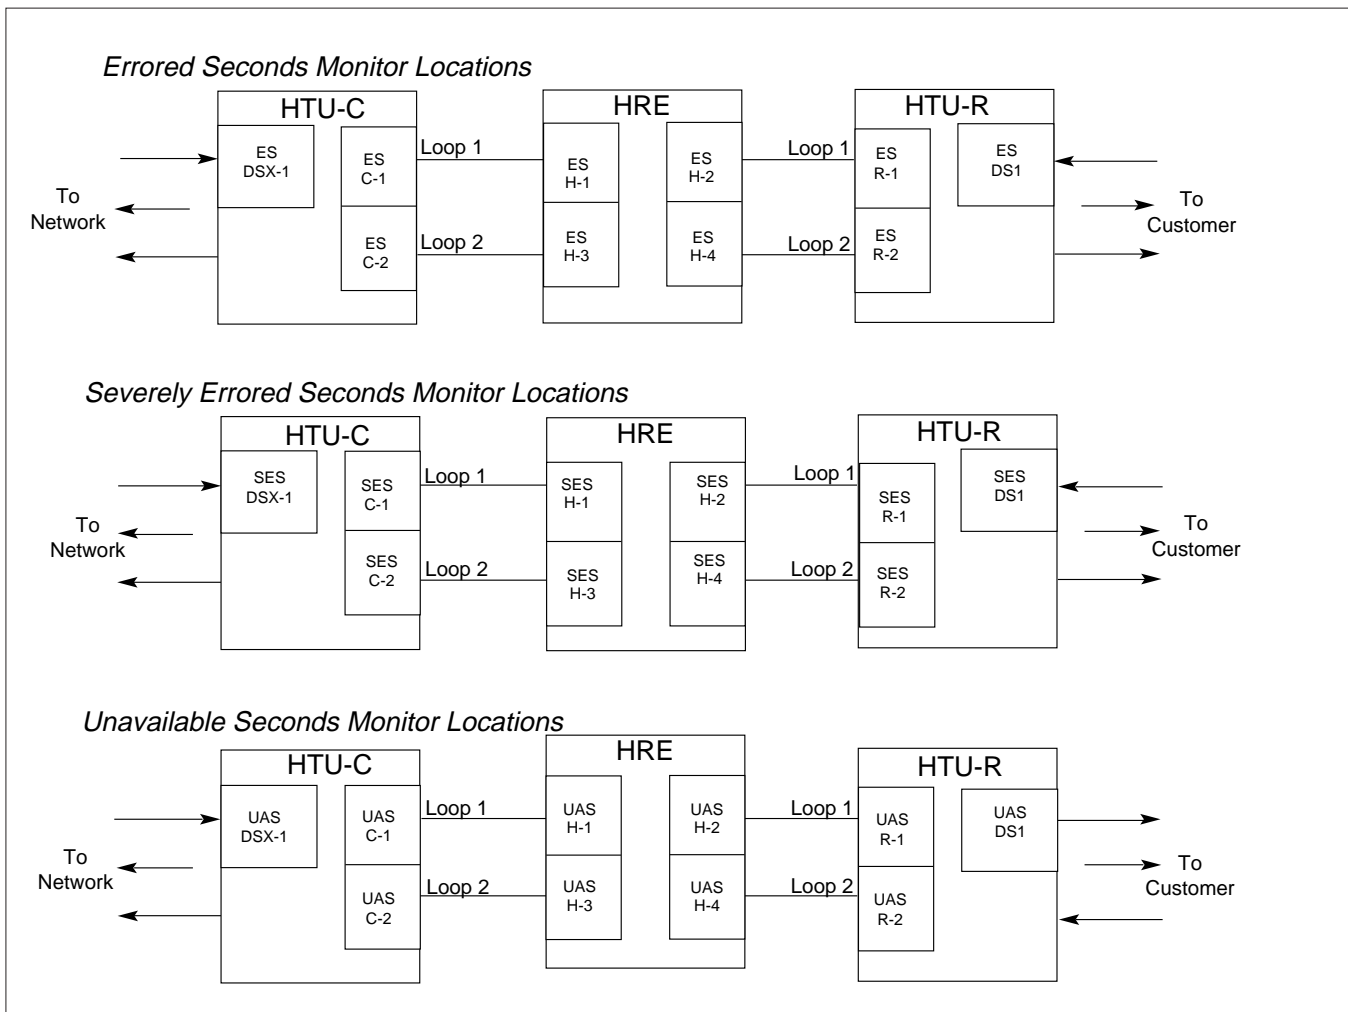 Errored Seconds Monitor Locations
HTU-C
HRE
HTU-R
ES
DSX-1
ES
C-1
Loop 1
ES
H-1
ES
H-2
Loop 1
ES
R-1
ES
DS1
To
Network
To
Customer
ES
C-2
Loop 2
ES
H-3
ES
H-4
Loop 2
ES
R-2
Severely Errored Seconds Monitor Locations
HTU-C
HRE
HTU-R
SES
DSX-1
SES
C-1
Loop 1
SES
H-1
SES
H-2
Loop 1
SES
R-1
SES
DS1
To
Network
To
Customer
SES
C-2
Loop 2
SES
H-3
SES
H-4
Loop 2
SES
R-2
Unavailable Seconds Monitor Locations
HTU-C
HRE
HTU-R
UAS
DSX-1
UAS
C-1
Loop 1
UAS
H-1
UAS
H-2
Loop 1
UAS
R-1
UAS
DS1
To
Network
To
Customer
UAS
C-2
Loop 2
UAS
H-3
UAS
H-4
Loop 2
UAS
R-2